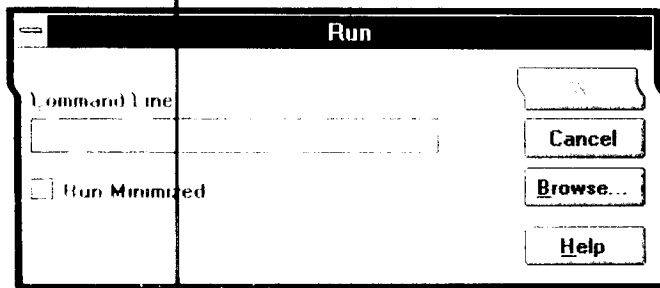 Run
Command Line
Cancel
Run Minimized
Browse...
Help